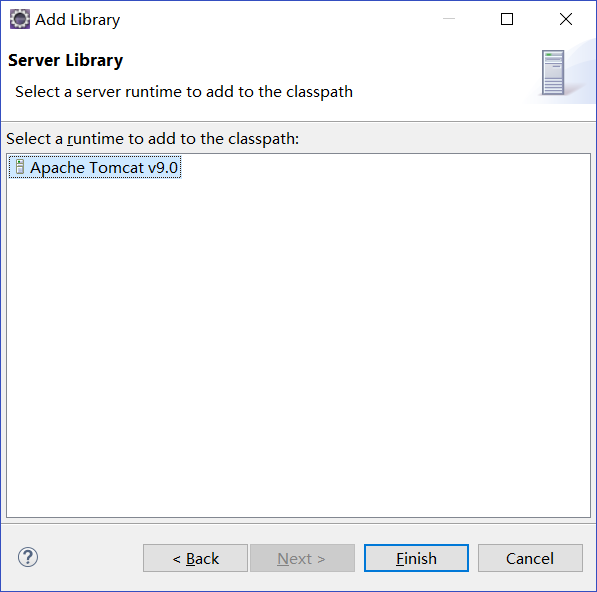 Add Library
Server Library
Select a server runtime to add to the classpath
Select a runtime to add to the classpath:
Apache Tomcat v9.0
?
< Back
Next >
Finish
Cancel